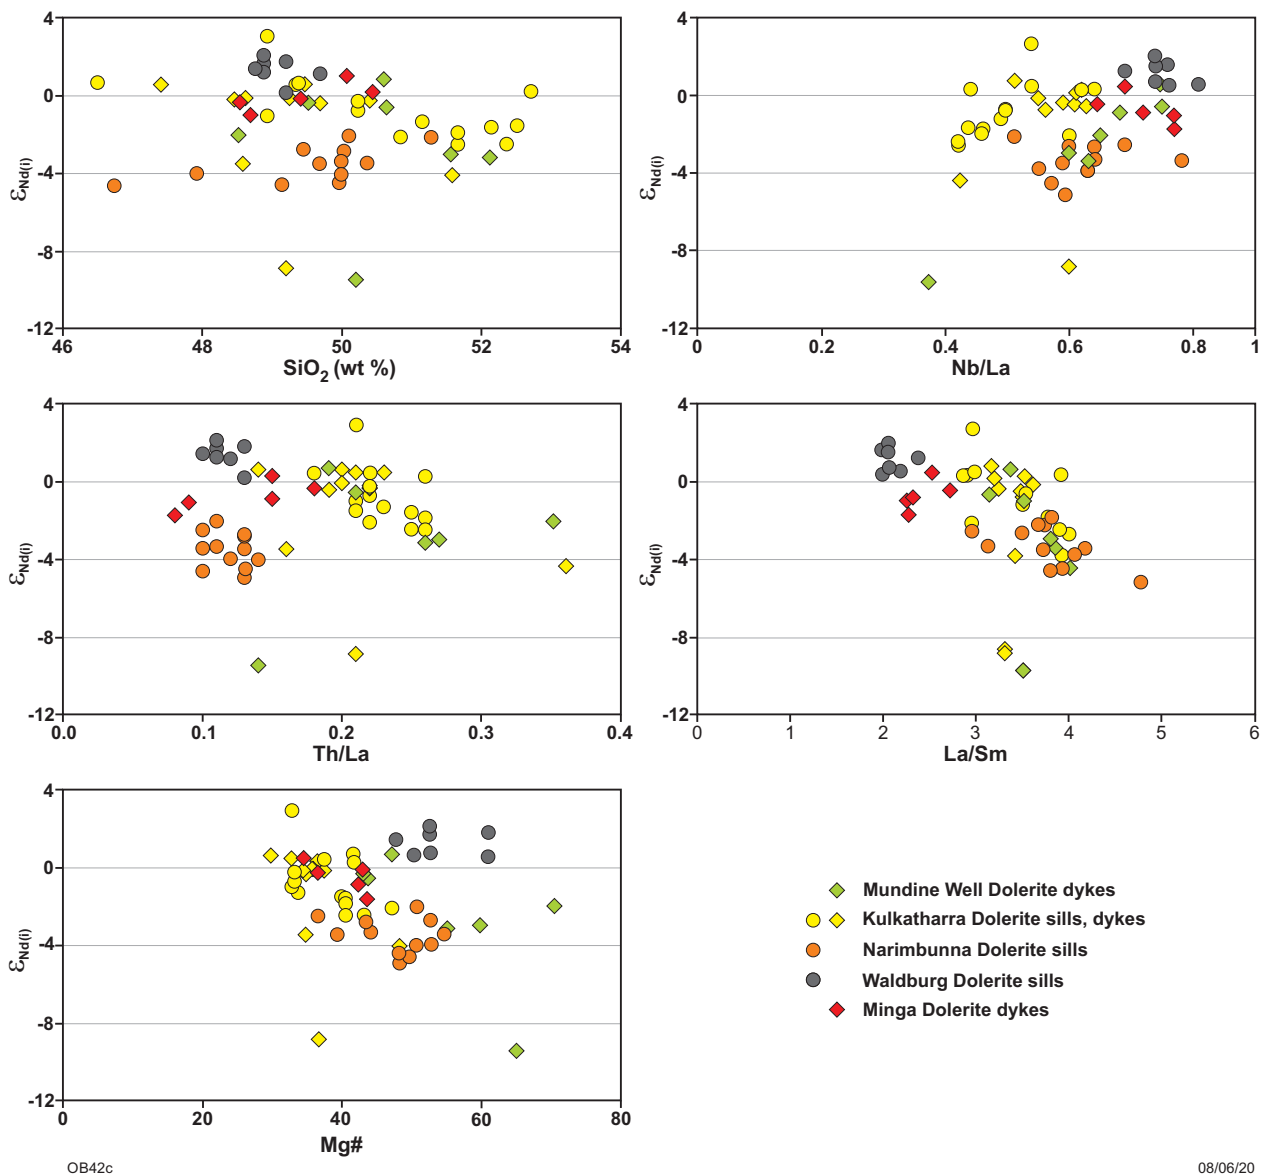 4
0
-4
-8
-12
εNd(i)
46 48 50 52 54
SiO2 (wt %)
4
0
-4
-8
-12
εNd(i)
0 0.2 0.4 0.6 0.8 1
Nb/La
4
0
-4
-8
-12
εNd(i)
0.0 0.1 0.2 0.3 0.4
Th/La
4
0
-4
-8
-12
εNd(i)
0 1 2 3 4 5 6
La/Sm
4
0
-4
-8
-12
εNd(i)
0 20 40 60 80
Mg#
Mundine Well Dolerite dykes
Kulkatharra Dolerite sills, dykes
Narimbunna Dolerite sills
Waldburg Dolerite sills
Minga Dolerite dykes
OB42c
08/06/20